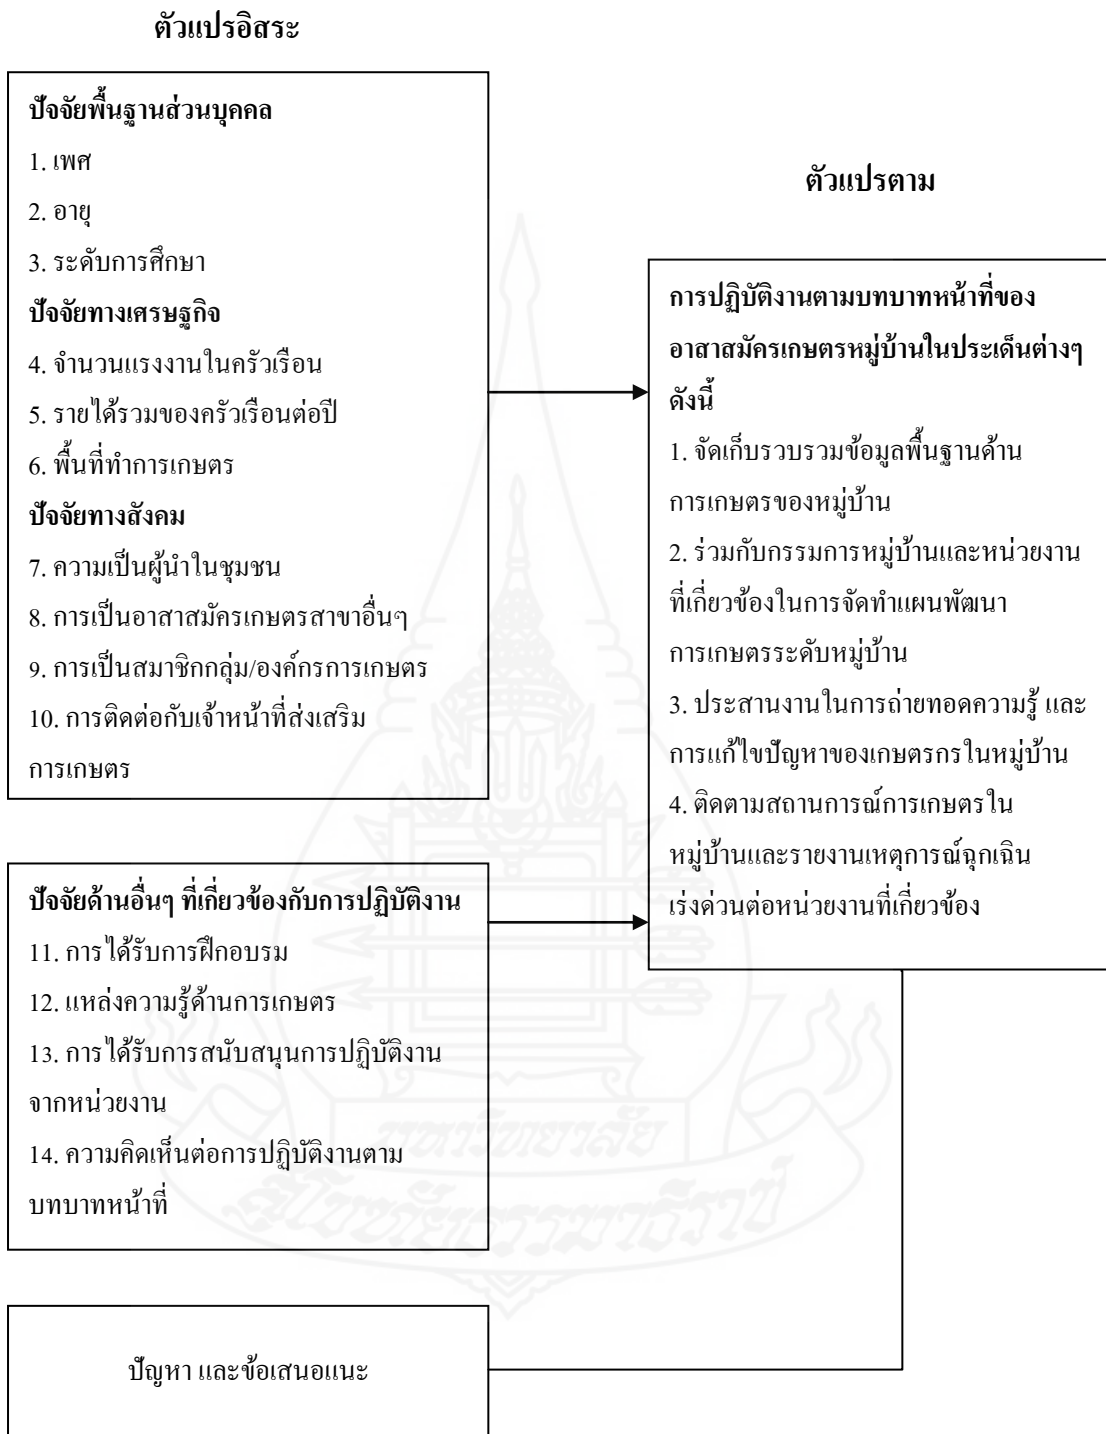 ตัวแปรอิสระ
ปัจจัยพื้นฐานส่วนบุคคล
1. เพศ
2. อายุ
3. ระดับการศึกษา
ปัจจัยทางเศรษฐกิจ
4. จำนวนแรงงานในครัวเรือน
5. รายได้รวมของครัวเรือนต่อปี
6. พื้นที่ทำการเกษตร
ปัจจัยทางสังคม
7. ความเป็นผู้นำในชุมชน
8. การเป็นอาสาสมัครเกษตรสาขาอื่นๆ
9. การเป็นสมาชิกกลุ่ม/องค์กรการเกษตร
10. การติดต่อกับเจ้าหน้าที่ส่งเสริม
การเกษตร
ปัจจัยด้านอื่นๆ ที่เกี่ยวข้องกับการปฏิบัติงาน
11. การได้รับการฝึกอบรม
12. แหล่งความรู้ด้านการเกษตร
13. การได้รับการสนับสนุนการปฏิบัติงาน
จากหน่วยงาน
14. ความคิดเห็นต่อการปฏิบัติงานตาม
บทบาทหน้าที่
ปัญหา และข้อเสนอแนะ
ตัวแปรตาม
การปฏิบัติงานตามบทบาทหน้าที่ของ
อาสาสมัครเกษตรหมู่บ้านในประเด็นต่างๆ
ดังนี้
1. จัดเก็บรวบรวมข้อมูลพื้นฐานด้าน
การเกษตรของหมู่บ้าน
2. ร่วมกับกรรมการหมู่บ้านและหน่วยงาน
ที่เกี่ยวข้องในการจัดทำแผนพัฒนา
การเกษตรระดับหมู่บ้าน
3. ประสานงานในการถ่ายทอดความรู้ และ
การแก้ไขปัญหาของเกษตรกรในหมู่บ้าน
4. ติดตามสถานการณ์การเกษตรใน
หมู่บ้านและรายงานเหตุการณ์ฉุกเฉิน
เร่งด่วนต่อหน่วยงานที่เกี่ยวข้อง
มหาวิทยาลัย
สุโขทัยธรรมาธิราช